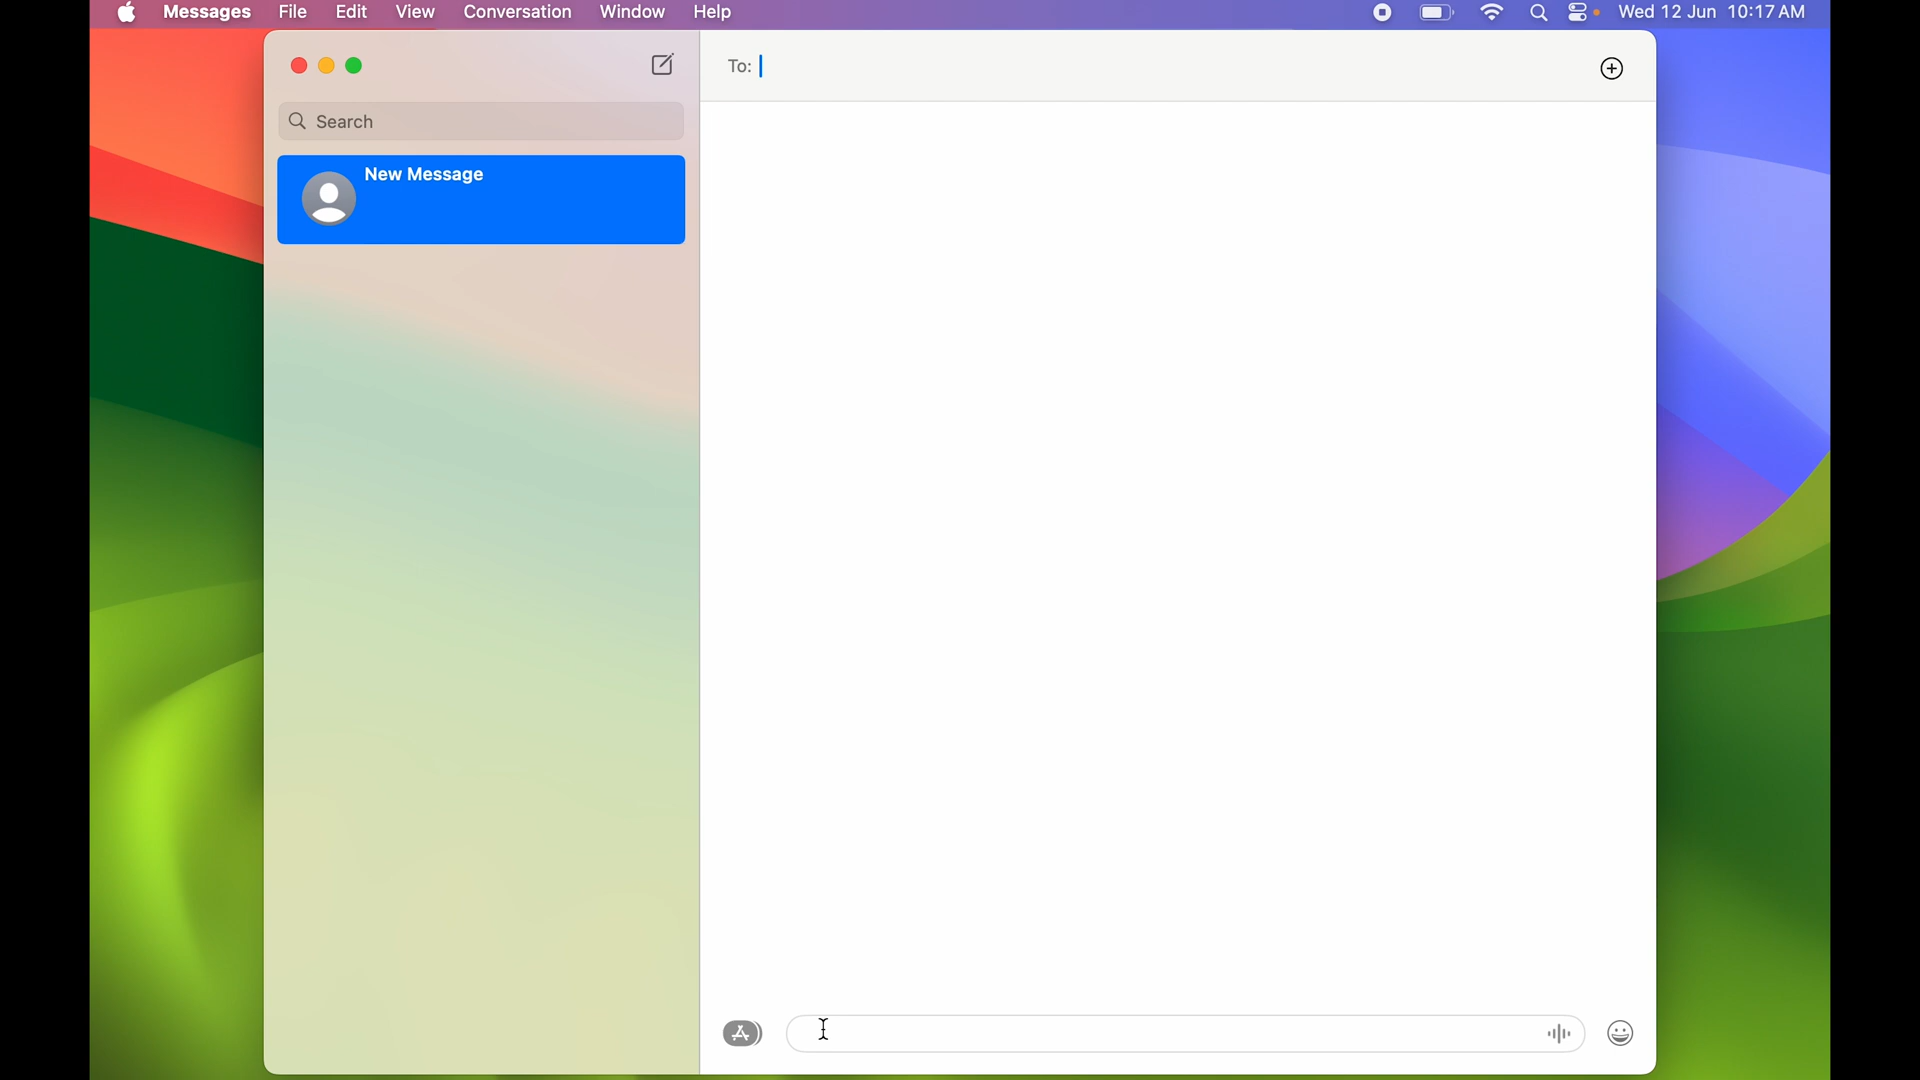 Messages File Edit View Conversation Window Help Wed 12 Jun 10:17 AM
To:
Search
New Message